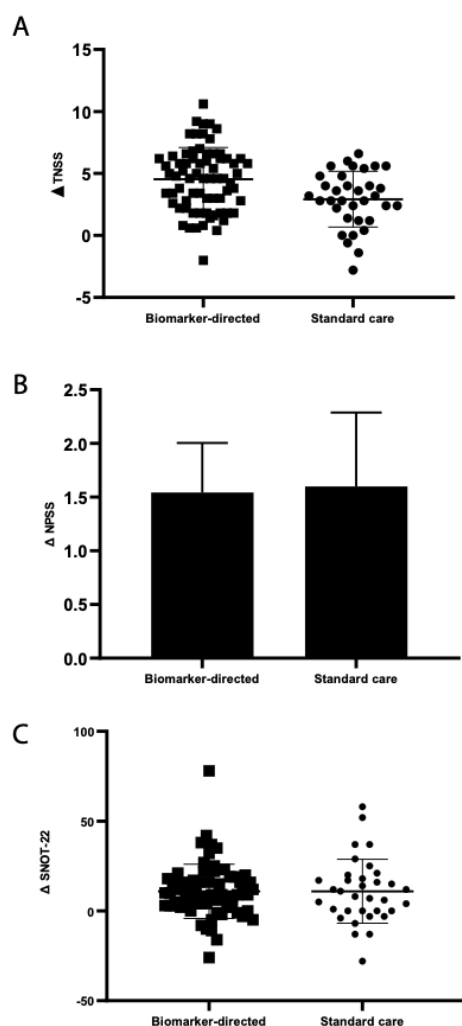 A
15
10
5
0
-5
▲TNSS
Biomarker-directed Standard care
B
2.5
2.0
1.5
1.0
0.5
0.0
Δ NPSS
Biomarker-directed Standard care
C
100
50
0
-50
Δ SNOT-22
Biomarker-directed Standard care